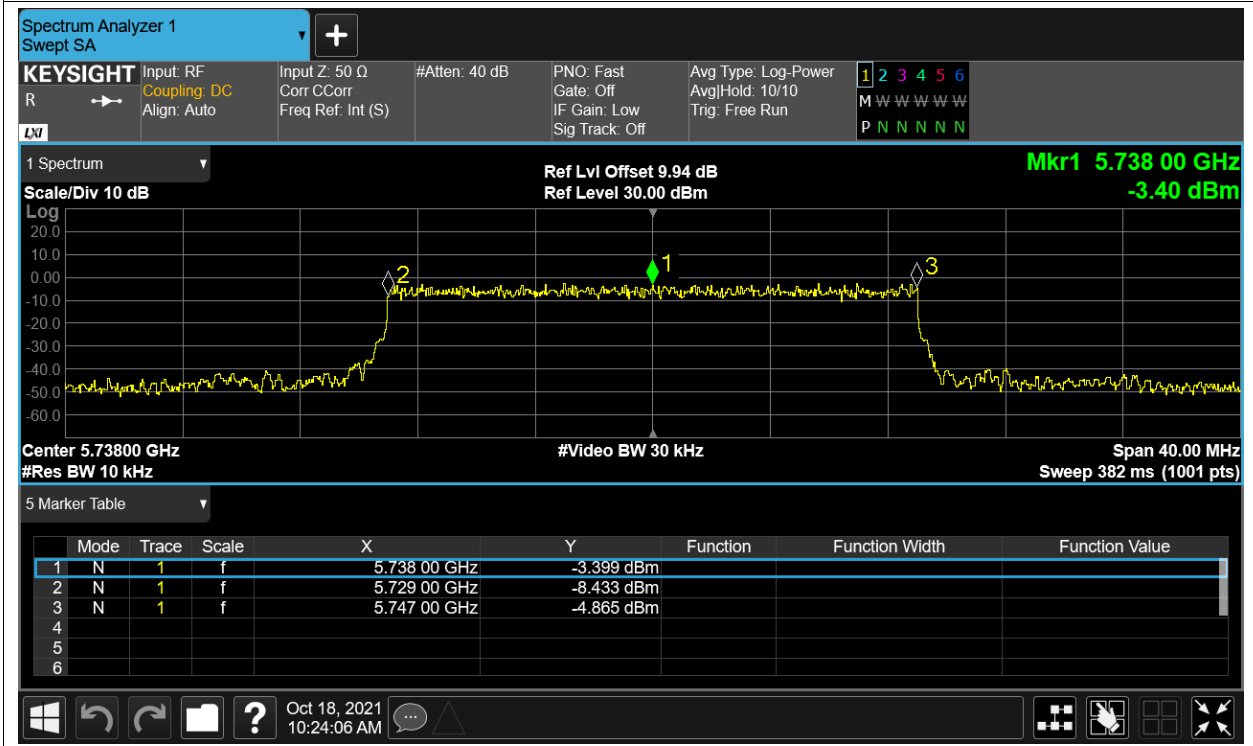 Spectrum Analyzer 1
Swept SA
+
KEYSIGHT
R
LXI
Input: RF
Coupling: DC
Align: Auto
Input Z: 50 Ω
Corr CCorr
Freq Ref: Int (S)
#Atten: 40 dB
PNO: Fast
Gate: Off
IF Gain: Low
Sig Track: Off
Avg Type: Log-Power
Avg|Hold: 10/10
Trig: Free Run
1 2 3 4 5 6
M W W W W W
P N N N N N
1 Spectrum
Scale/Div 10 dB
Ref Lvl Offset 9.94 dB
Ref Level 30.00 dBm
Mkr1 5.738 00 GHz
-3.40 dBm
Log
20.0
10.0
0.00
-10.0
-20.0
-30.0
-40.0
-50.0
-60.0
2
1
3
Center 5.73800 GHz
#Res BW 10 kHz
#Video BW 30 kHz
Span 40.00 MHz
Sweep 382 ms (1001 pts)
5 Marker Table
Mode Trace Scale X Y Function Function Width Function Value
1 N 1 f 5.738 00 GHz -3.399 dBm
2 N 1 f 5.729 00 GHz -8.433 dBm
3 N 1 f 5.747 00 GHz -4.865 dBm
4
5
6
?
Oct 18, 2021
10:24:06 AM